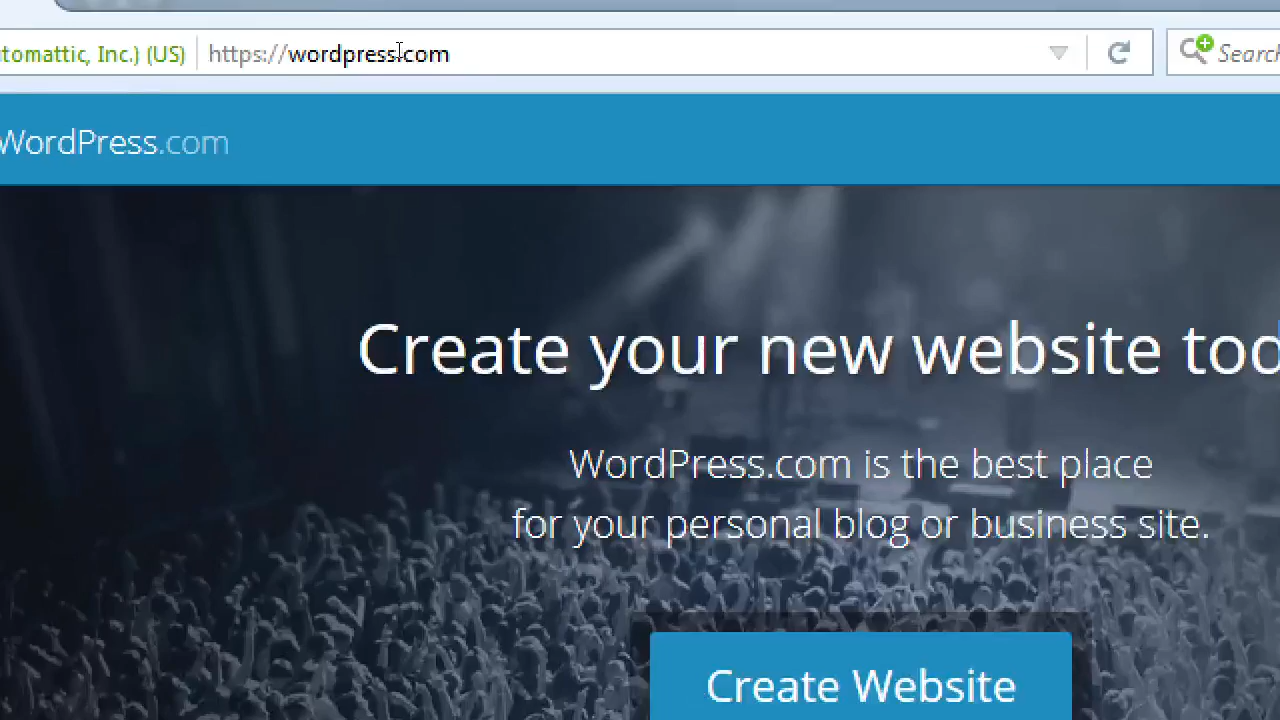 tomattic, Inc.) (US) https://wordpress.com Search
WordPress.com
Create your new website tod
WordPress.com is the best place
for your personal blog or business site.
Create Website